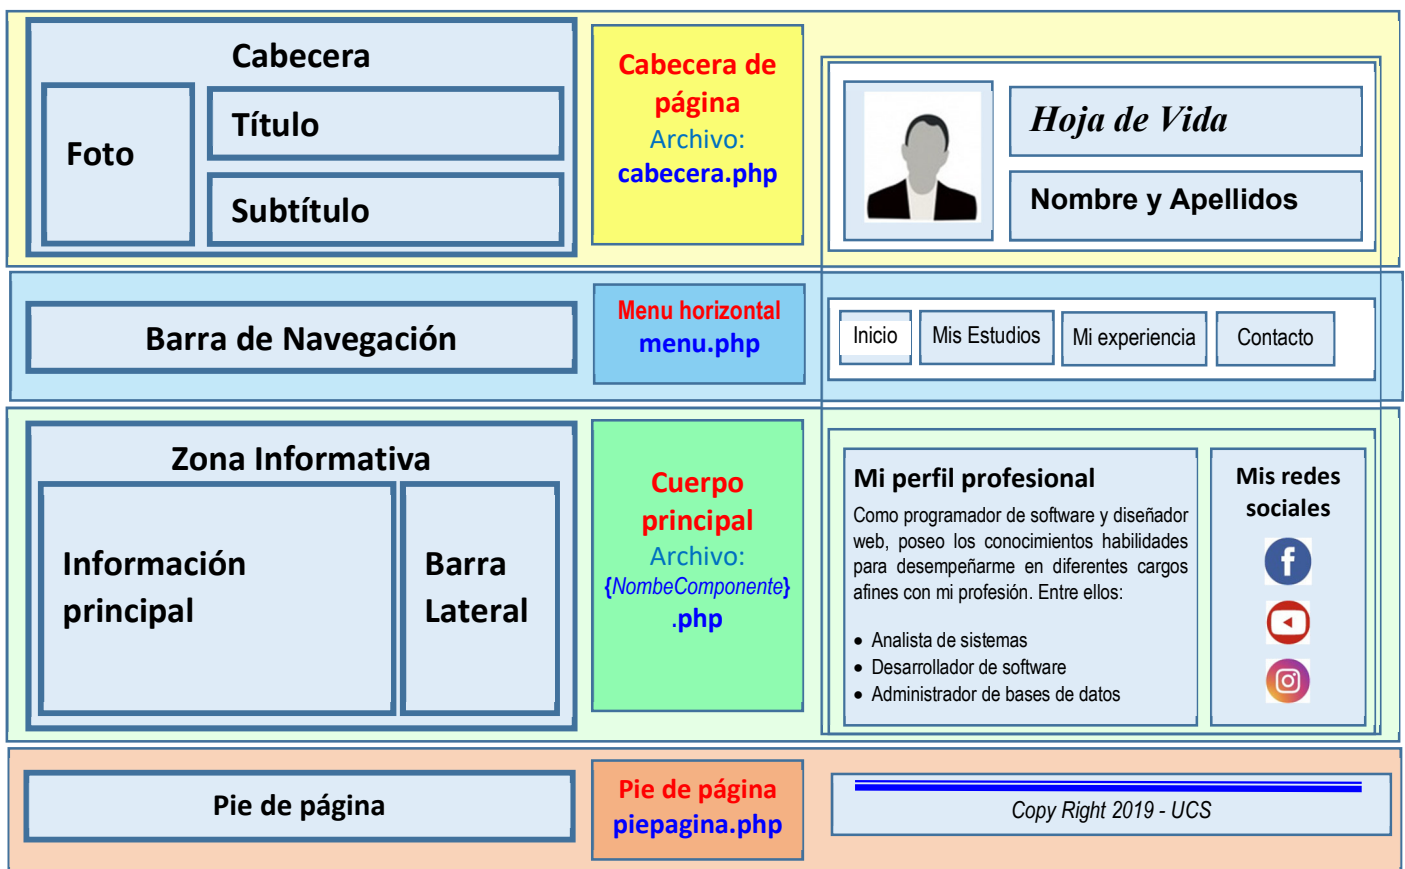 Cabecera
Foto
Título
Subtítulo
Cabecera de
página
Archivo:
cabecera.php
Hoja de Vida
Nombre y Apellidos
Barra de Navegación
Menu horizontal
menu.php
Inicio
Mis Estudios
Mi experiencia
Contacto
Zona Informativa
Información
principal
Barra
Lateral
Cuerpo
principal
Archivo:
{NombeComponente}
.php
Mi perfil profesional
Como programador de software y diseñador
web, poseo los conocimientos habilidades
para desempeñarme en diferentes cargos
afines con mi profesión. Entre ellos:
• Analista de sistemas
• Desarrollador de software
• Administrador de bases de datos
Mis redes
sociales
Pie de página
Pie de página
piepagina.php
Copy Right 2019 - UCS